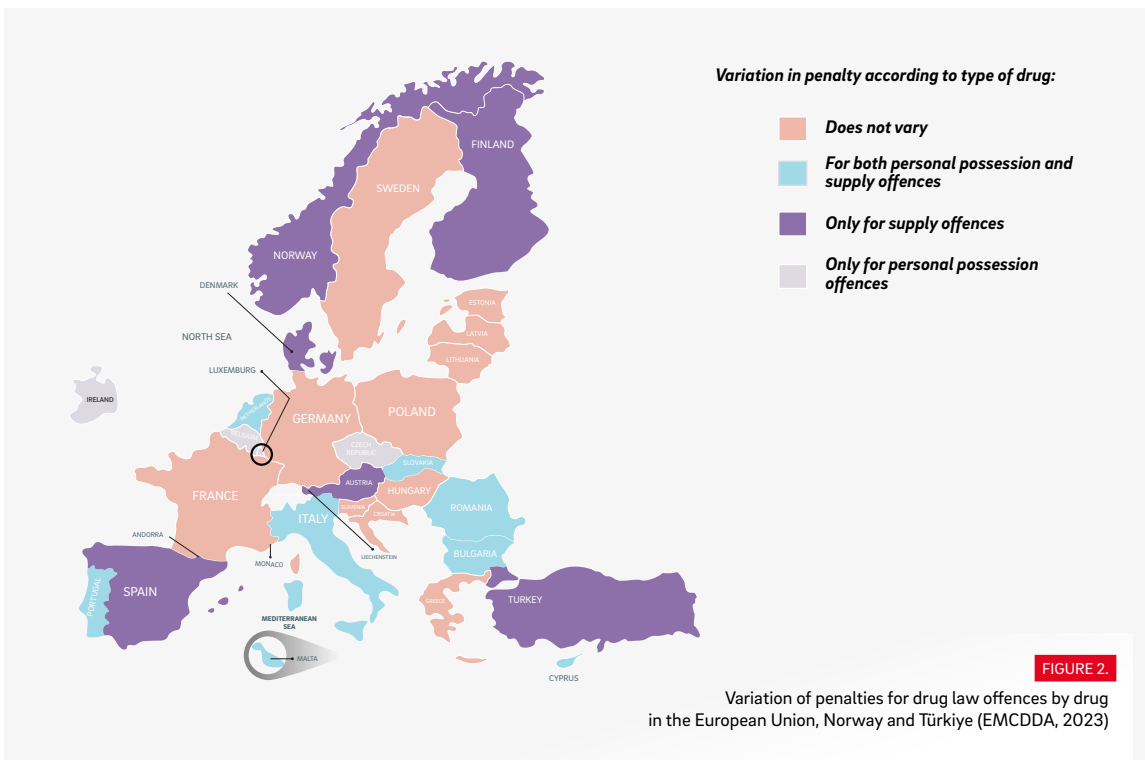 Variation in penalty according to type of drug:
Does not vary
For both personal possession and
supply offences
Only for supply offences
Only for personal possession
offences
FINLAND
SWEDEN
NORWAY
DENMARK
ESTONIA
NORTH SEA
LATVIA
LITHUANIA
LUXEMBURG
IRELAND
NETHERLANDS
GERMANY
POLAND
BELGIUM
CZECH
REPUBLIC
SLOVAKIA
AUSTRIA
HUNGARY
FRANCE
SLOVENIA
ROMANIA
CROATIA
ITALY
ANDORRA
LIECHENSTEIN
BULGARIA
MONACO
PORTUGAL
SPAIN
GREECE
TURKEY
MEDITERRANEAN
SEA
MALTA
CYPRUS
FIGURE 2.
Variation of penalties for drug law offences by drug
in the European Union, Norway and Türkiye (EMCDDA, 2023)